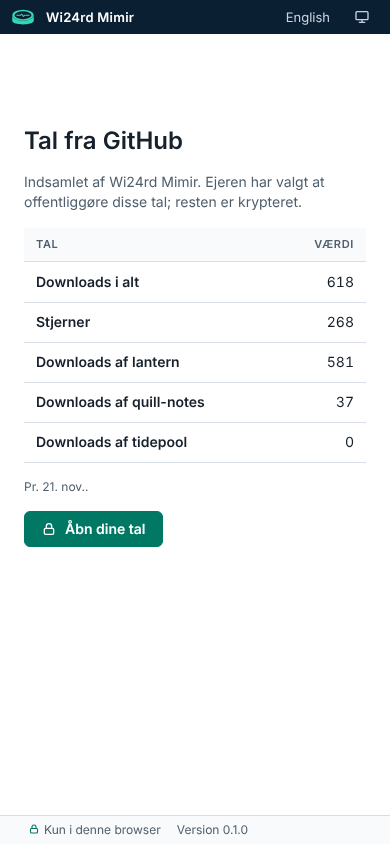 Wi24rd Mimir
English
Tal fra GitHub
Indsamlet af Wi24rd Mimir. Ejeren har valgt at
offentliggøre disse tal; resten er krypteret.
TAL VÆRDI
Downloads i alt 618
Stjerner 268
Downloads af lantern 581
Downloads af quill-notes 37
Downloads af tidepool 0
Pr. 21. nov..
Åbn dine tal
Kun i denne browser Version 0.1.0